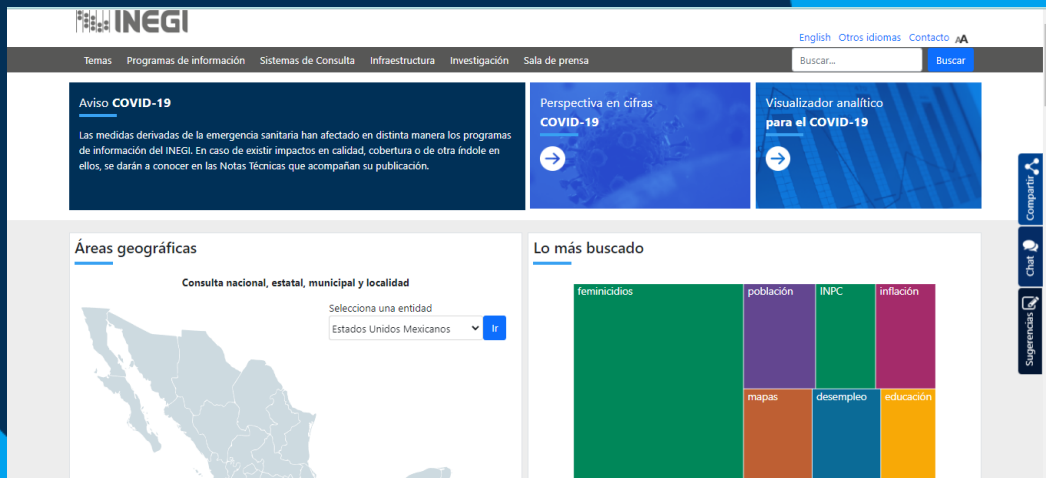 INEGI
English Otros idiomas Contacto AA
Temas Programas de información Sistemas de Consulta Infraestructura Investigación Sala de prensa
Buscar... Buscar
Aviso COVID-19
Las medidas derivadas de la emergencia sanitaria han afectado en distinta manera los programas
de información del INEGI. En caso de existir impactos en calidad, cobertura o de otra índole en
ellos, se darán a conocer en las Notas Técnicas que acompañan su publicación.
Perspectiva en cifras
COVID-19
Visualizador analítico
para el COVID-19
Compartir
Chat
Sugerencias
Áreas geográficas
Consulta nacional, estatal, municipal y localidad
Selecciona una entidad
Estados Unidos Mexicanos Ir
Lo más buscado
feminicidios población INPC inflación
mapas desempleo educación